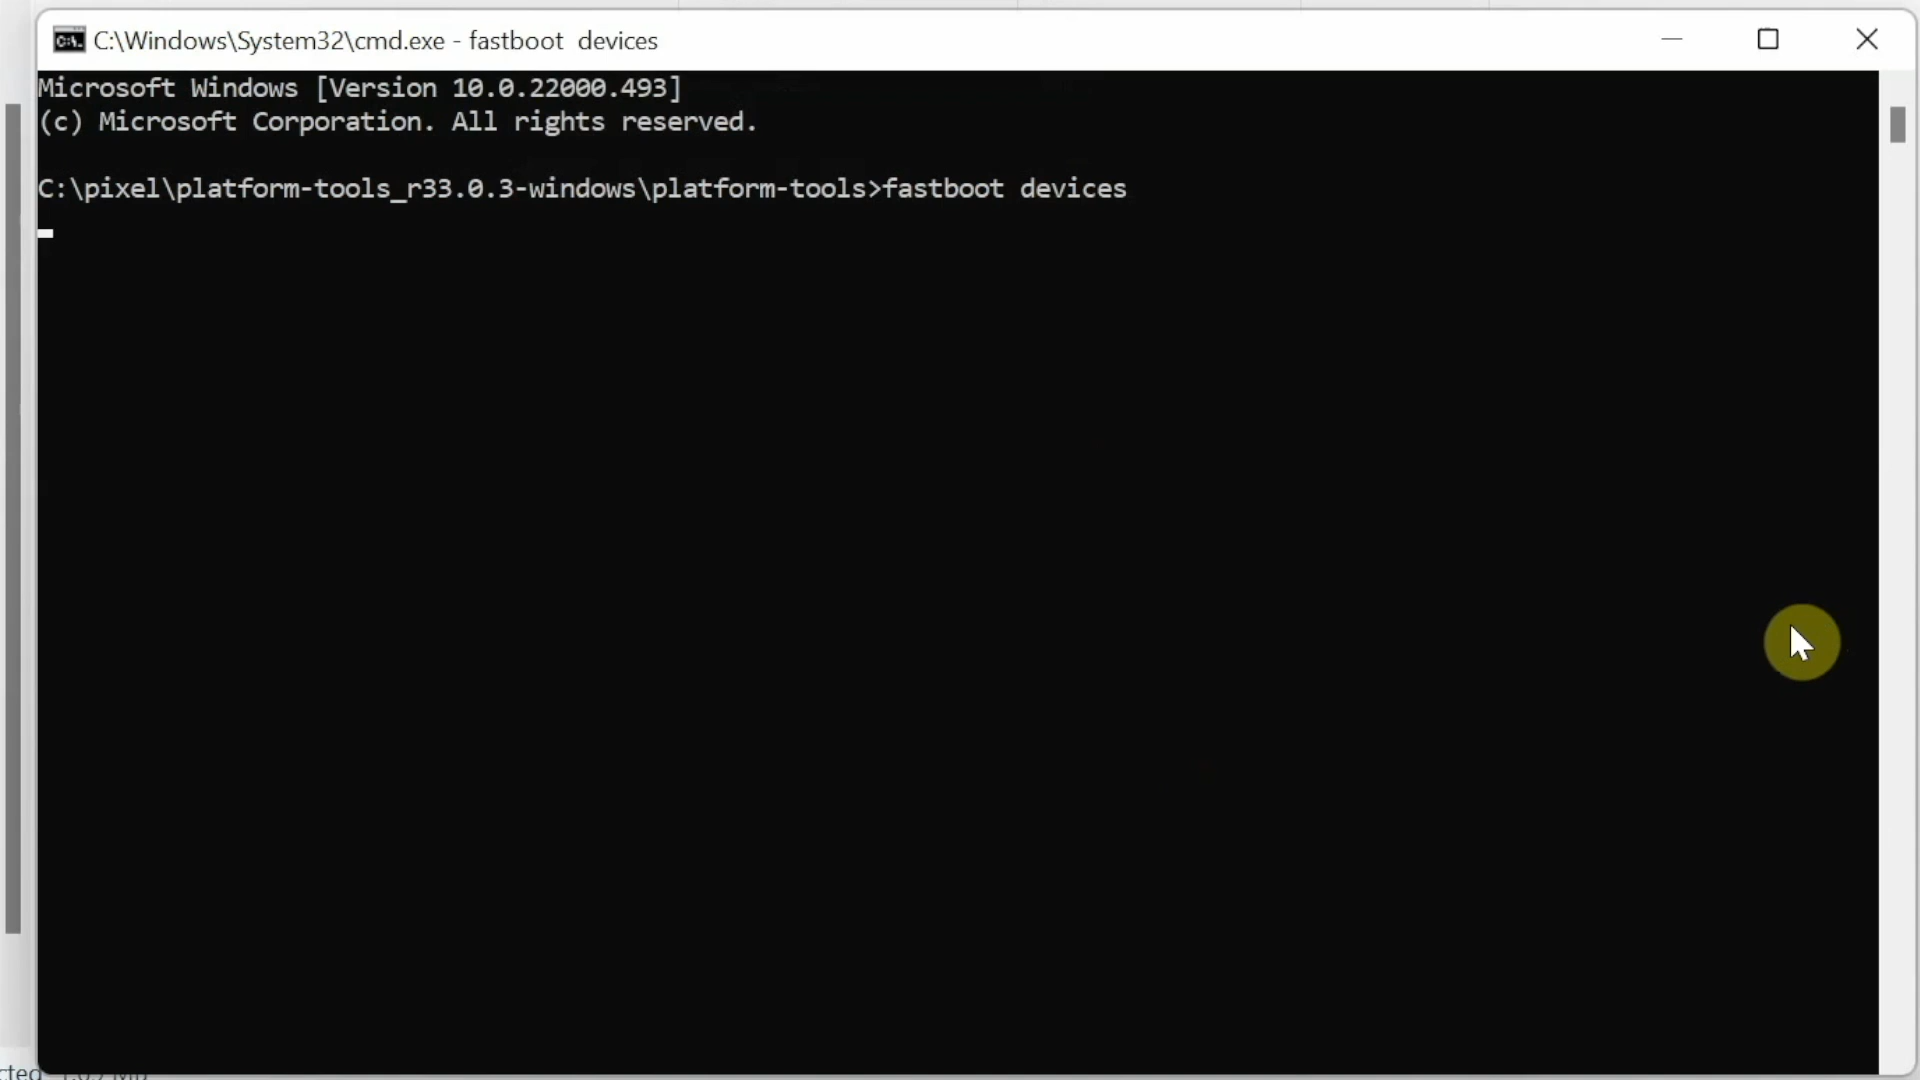 C:\Windows\System32\cmd.exe - fastboot  devices
Microsoft Windows [Version 10.0.22000.493]
(c) Microsoft Corporation. All rights reserved.
C:\pixel\platform-tools_r33.0.3-windows\platform-tools>fastboot devices